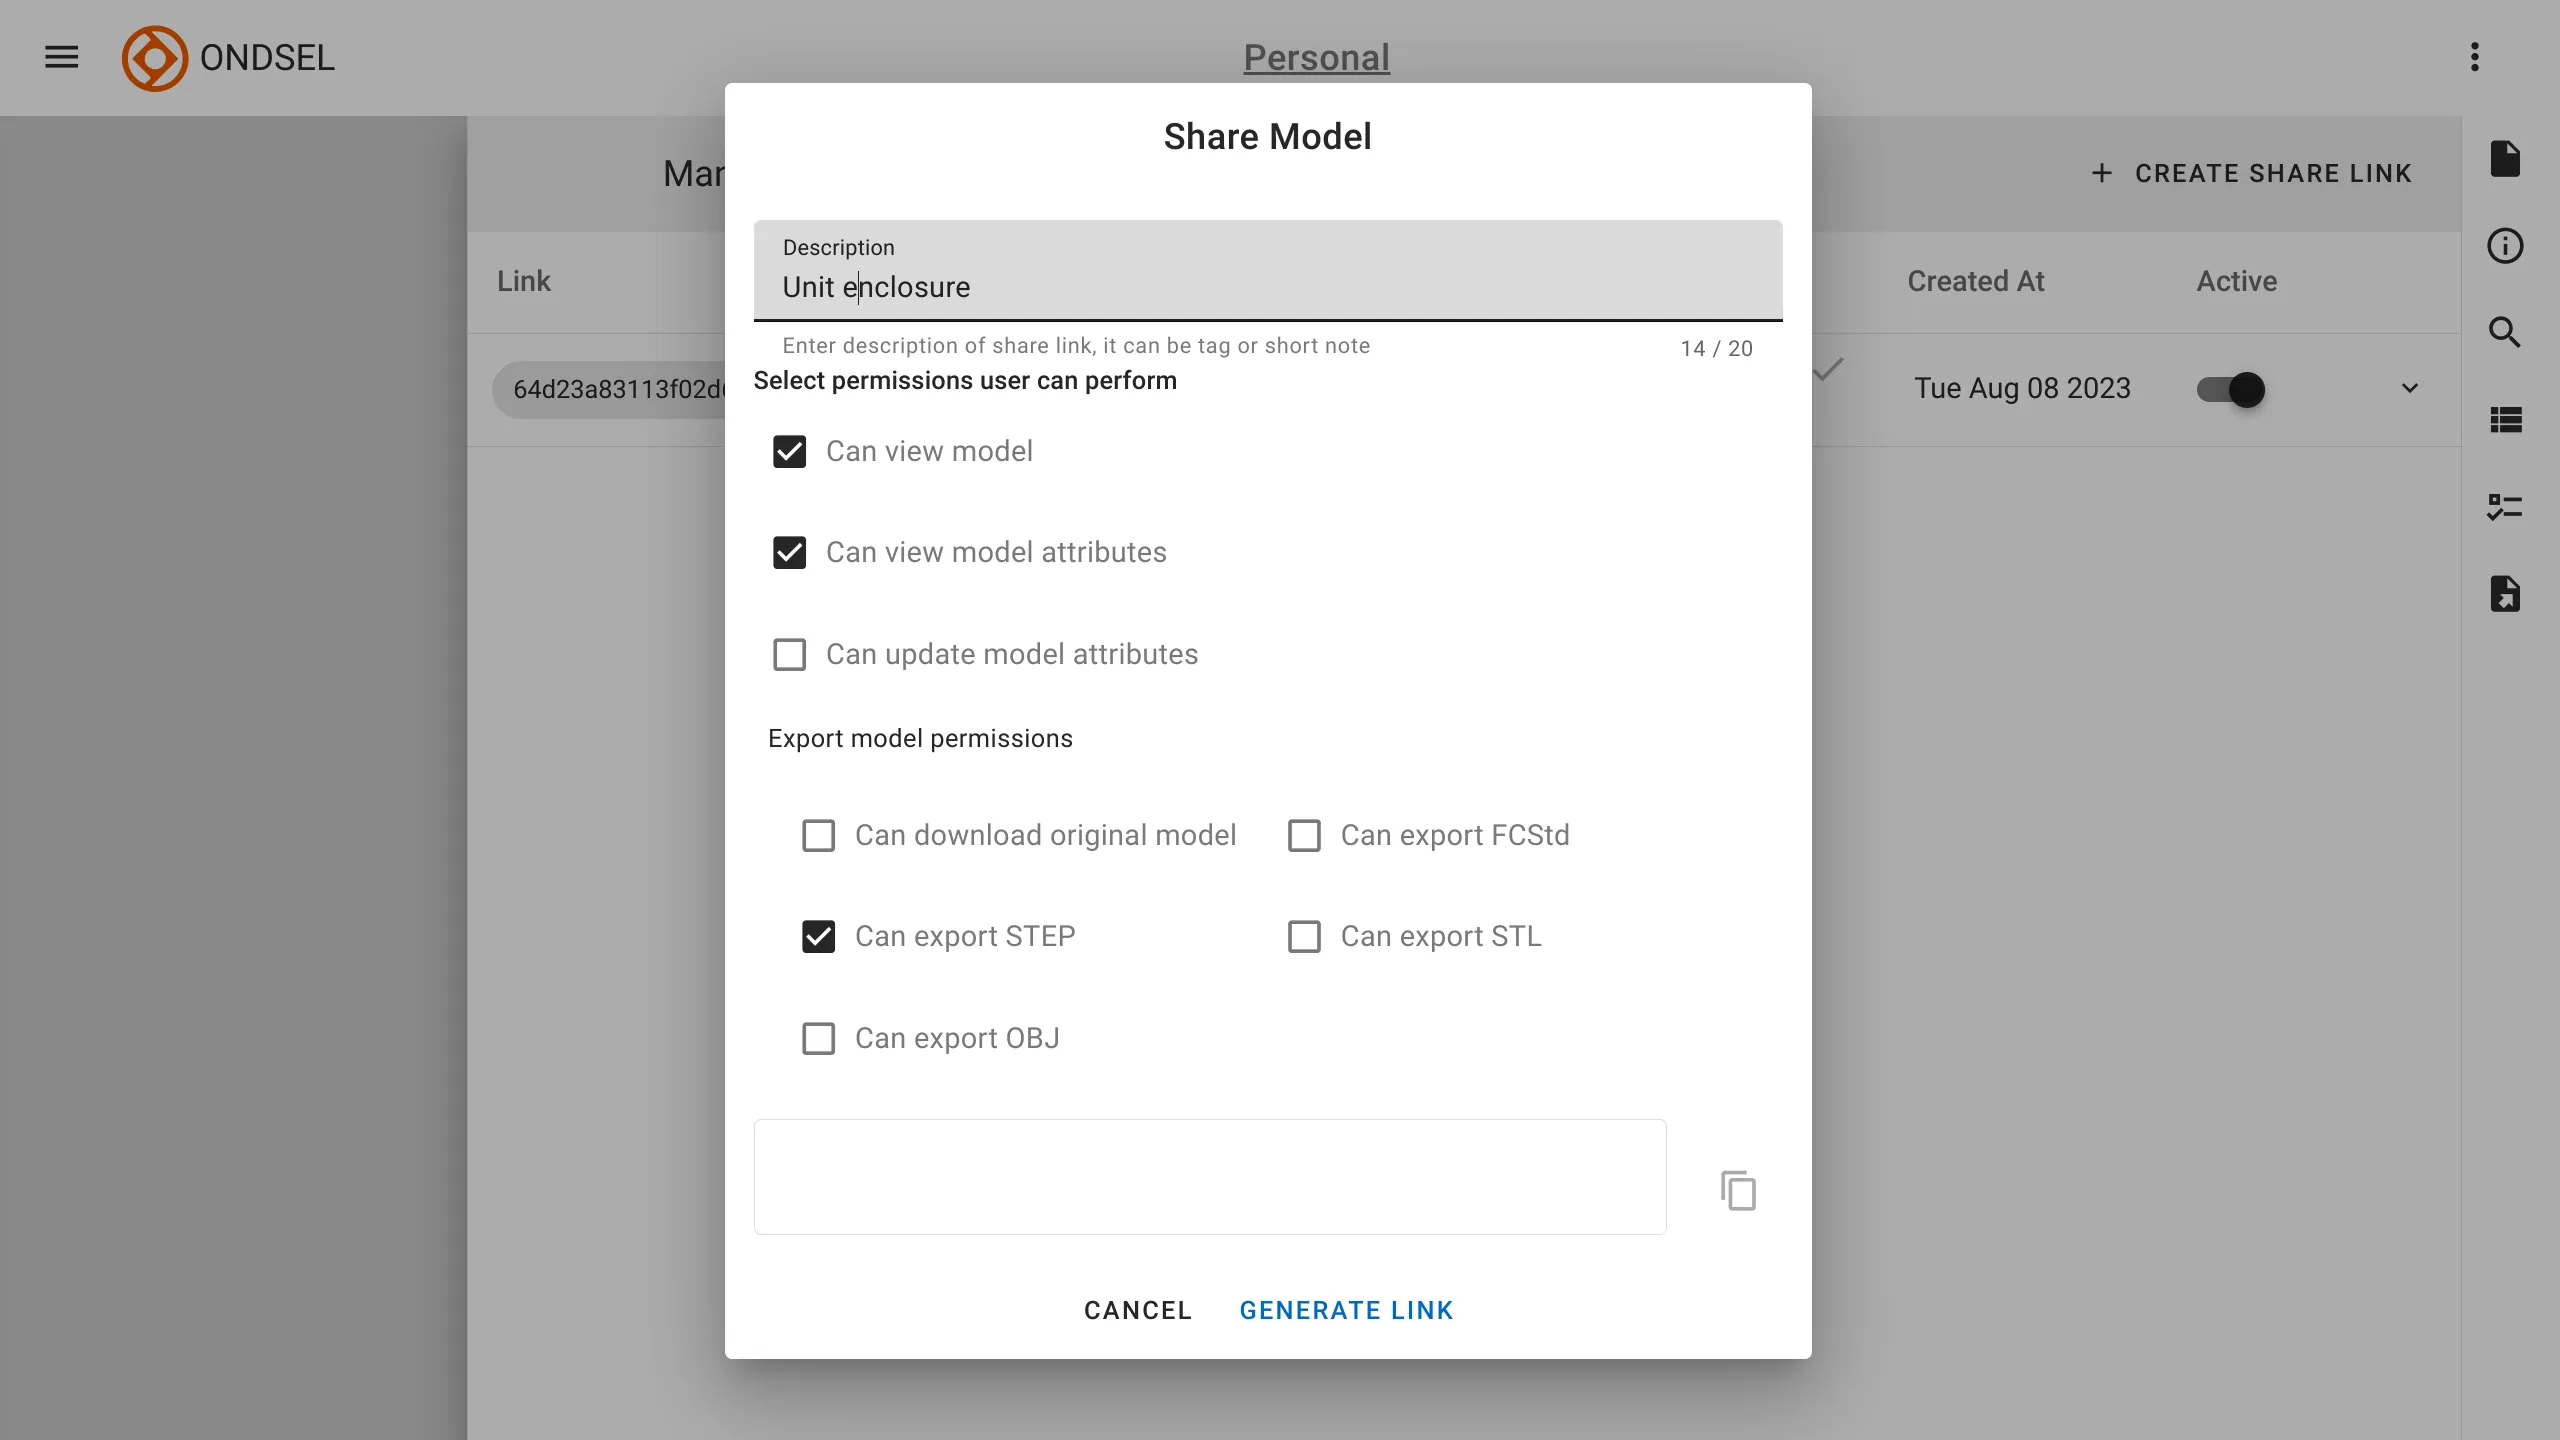 ONDSEL
Personal
Share Model
CREATE SHARE LINK
Description
Unit enclosure
Enter description of share link, it can be tag or short note
14 / 20
Link
Created At
Active
64d23a83113f02d
Tue Aug 08 2023
Select permissions user can perform
Can view model
Can view model attributes
Can update model attributes
Export model permissions
Can download original model
Can export FCStd
Can export STEP
Can export STL
Can export OBJ
CANCEL
GENERATE LINK